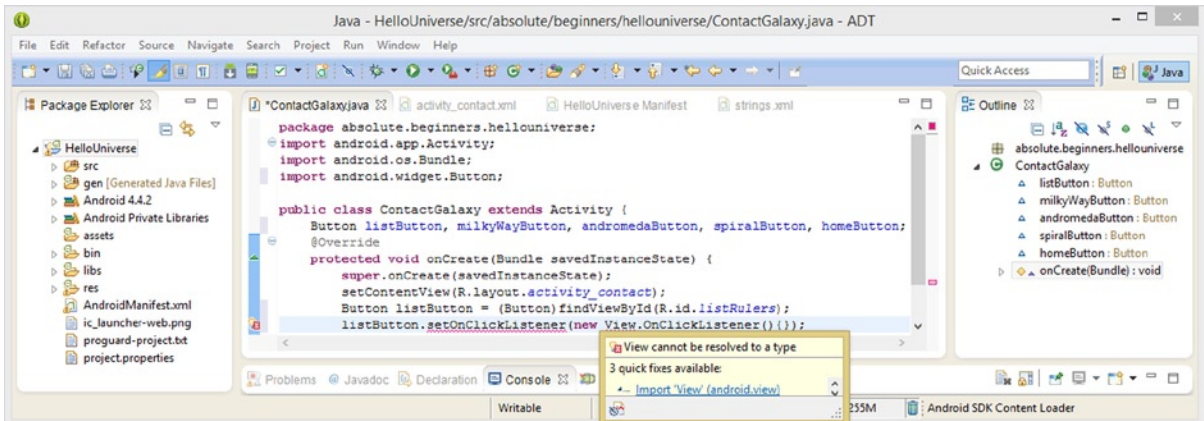 Java - HelloUniverse/src/absolute/beginners/hellouniverse/ContactGalaxy.java - ADT
File Edit Refactor Source Navigate Search Project Run Window Help
Quick Access
Java
Package Explorer
HelloUniverse
src
gen [Generated Java Files]
Android 4.4.2
Android Private Libraries
assets
bin
libs
res
AndroidManifest.xml
ic_launcher-web.png
proguard-project.txt
project.properties
*ContactGalaxy.java activity_contact.xml HelloUniverse Manifest strings.xml
package absolute.beginners.hellouniverse;
import android.app.Activity;
import android.os.Bundle;
import android.widget.Button;
public class ContactGalaxy extends Activity {
Button listButton, milkyWayButton, andromedaButton, spiralButton, homeButton;
@Override
protected void onCreate(Bundle savedInstanceState) {
super.onCreate(savedInstanceState);
setContentView(R.layout.activity_contact);
Button listButton = (Button)findViewById(R.id.listRulers);
listButton.setOnClickListener(new View.OnClickListener(){});
View cannot be resolved to a type
3 quick fixes available:
Import 'View' (android.view)
Outline
absolute.beginners.hellouniverse
ContactGalaxy
listButton : Button
milkyWayButton : Button
andromedaButton : Button
spiralButton : Button
homeButton : Button
onCreate(Bundle) : void
Problems Javadoc Declaration Console
Writable
255M
Android SDK Content Loader